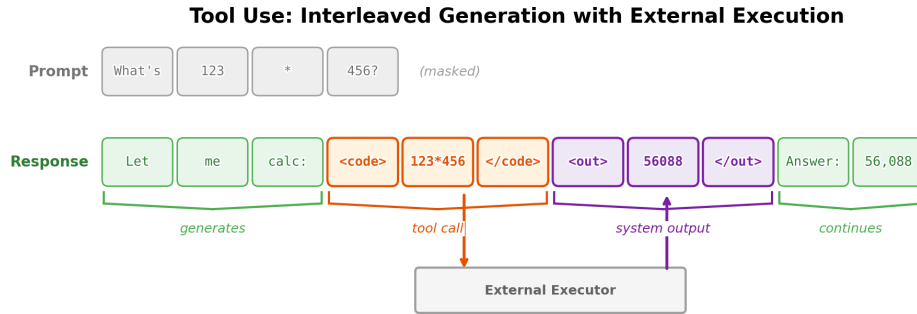 Tool Use: Interleaved Generation with External Execution
Prompt What's 123 * 456? (masked)
Response Let me calc: <code> 123*456 </code> <out> 56088 </out> Answer: 56,088
generates tool call system output continues
External Executor